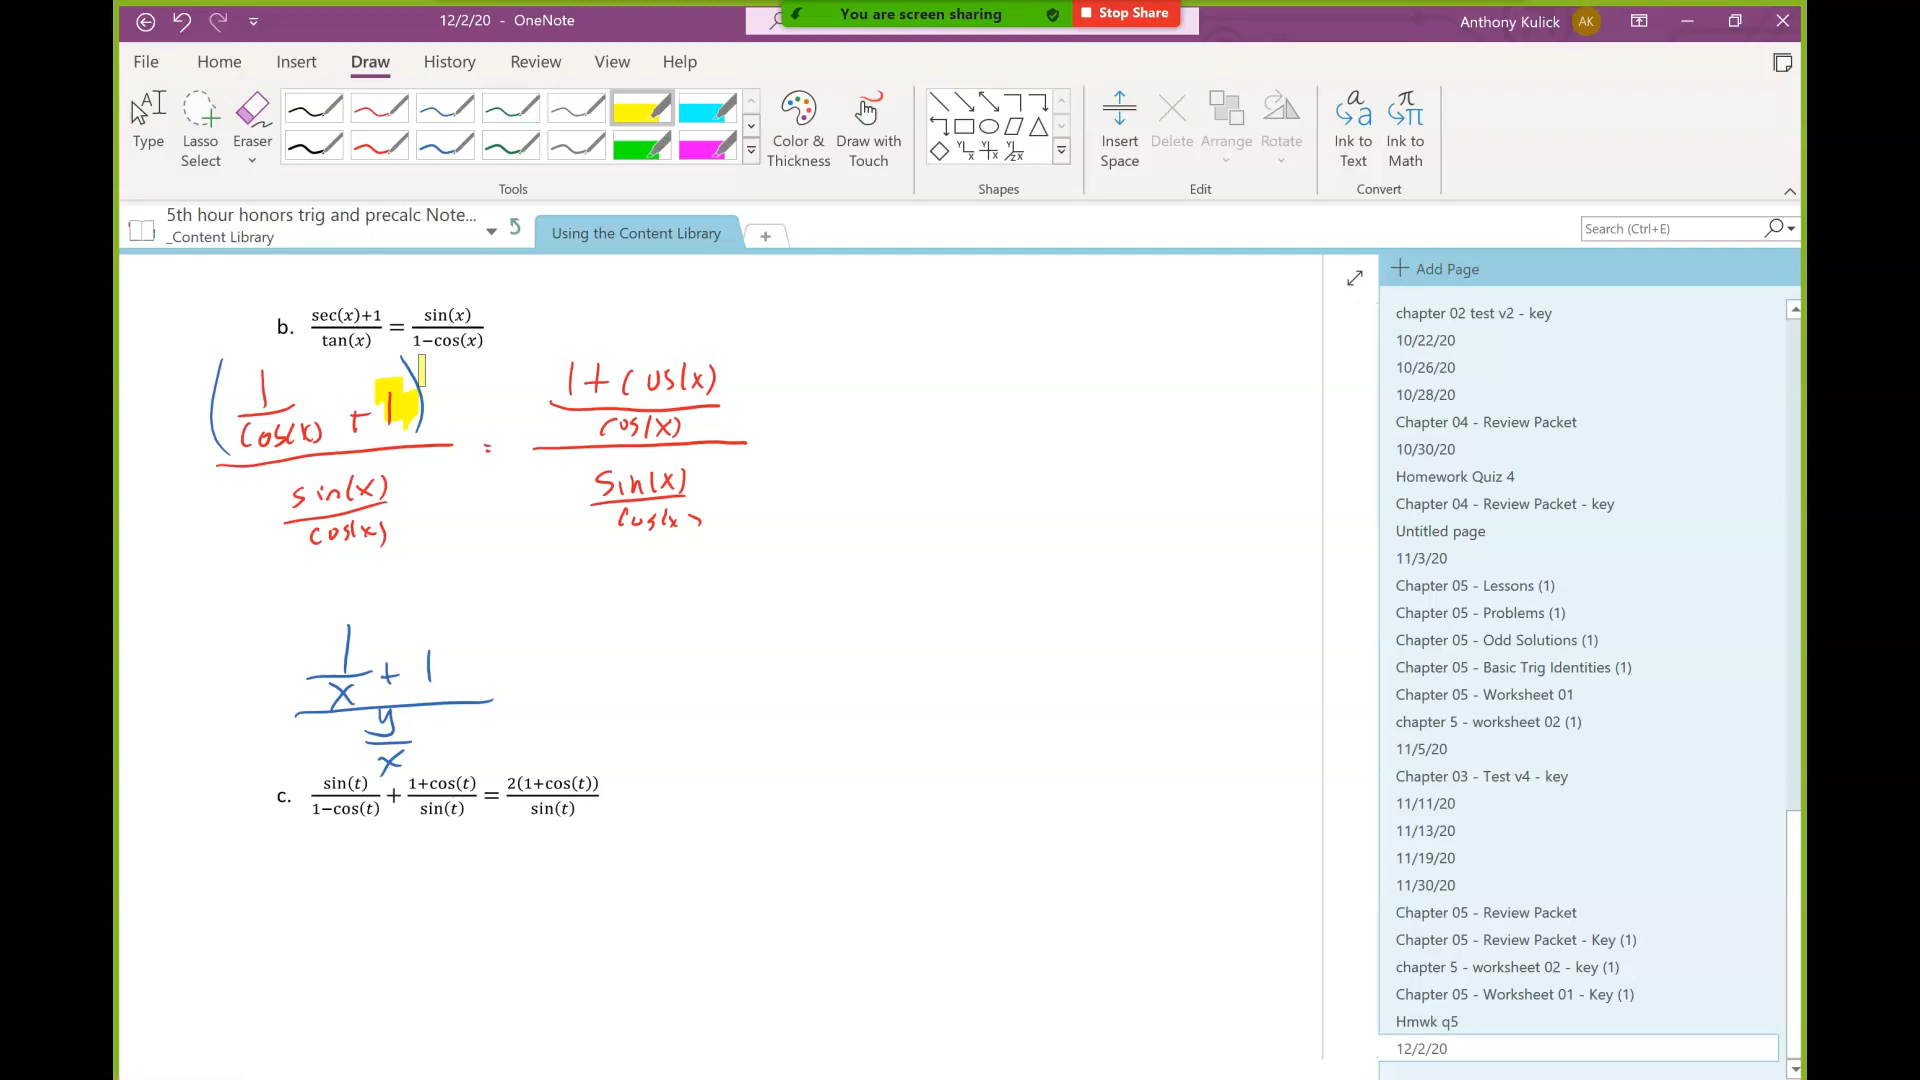 12/2/20 - OneNote
You are screen sharing
Stop Share
Anthony Kulick AK
File Home Insert Draw History Review View Help
Type Lasso Select Eraser Color & Thickness Draw with Touch Insert Space Delete Arrange Rotate Ink to Text Ink to Math
Tools Shapes Edit Convert
5th hour honors trig and precalc Note...
_Content Library
Using the Content Library
Search (Ctrl+E)
Add Page
b. sec(x)+1 / tan(x) = sin(x) / 1−cos(x)
(1 / cos(x) + 1) / (sin(x) / cos(x)) = (1+cos(x) / cos(x)) / (sin(x) / cos(x))
(1 / x + 1) / (y / x)
c. sin(t) / 1−cos(t) + 1+cos(t) / sin(t) = 2(1+cos(t)) / sin(t)
chapter 02 test v2 - key
10/22/20
10/26/20
10/28/20
Chapter 04 - Review Packet
10/30/20
Homework Quiz 4
Chapter 04 - Review Packet - key
Untitled page
11/3/20
Chapter 05 - Lessons (1)
Chapter 05 - Problems (1)
Chapter 05 - Odd Solutions (1)
Chapter 05 - Basic Trig Identities (1)
Chapter 05 - Worksheet 01
chapter 5 - worksheet 02 (1)
11/5/20
Chapter 03 - Test v4 - key
11/11/20
11/13/20
11/19/20
11/30/20
Chapter 05 - Review Packet
Chapter 05 - Review Packet - Key (1)
chapter 5 - worksheet 02 - key (1)
Chapter 05 - Worksheet 01 - Key (1)
Hmwk q5
12/2/20